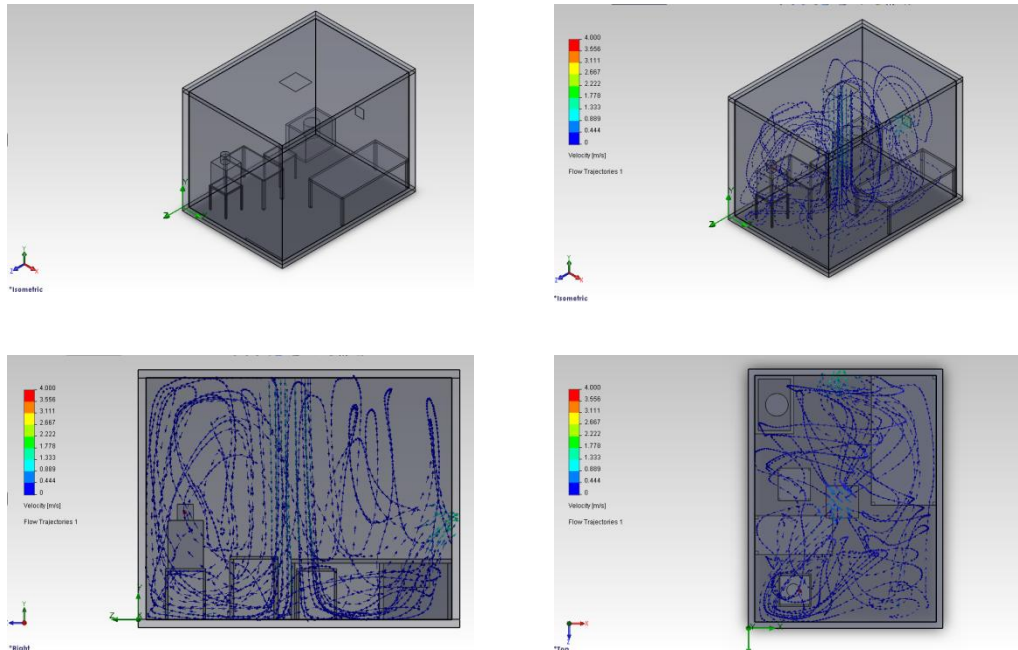 Z
Y
Y
Z
X
*Isometric
4.000
3.556
3.111
2.667
2.222
1.778
1.333
0.889
0.444
0
Velocity [m/s]
Flow Trajectories 1
Y
Z
Y
Z
X
*Isometric
4.000
3.556
3.111
2.667
2.222
1.778
1.333
0.889
0.444
0
Velocity [m/s]
Flow Trajectories 1
Z
Y
*Right
4.000
3.556
3.111
2.667
2.222
1.778
1.333
0.889
0.444
0
Velocity [m/s]
Flow Trajectories 1
X
Z
*Top